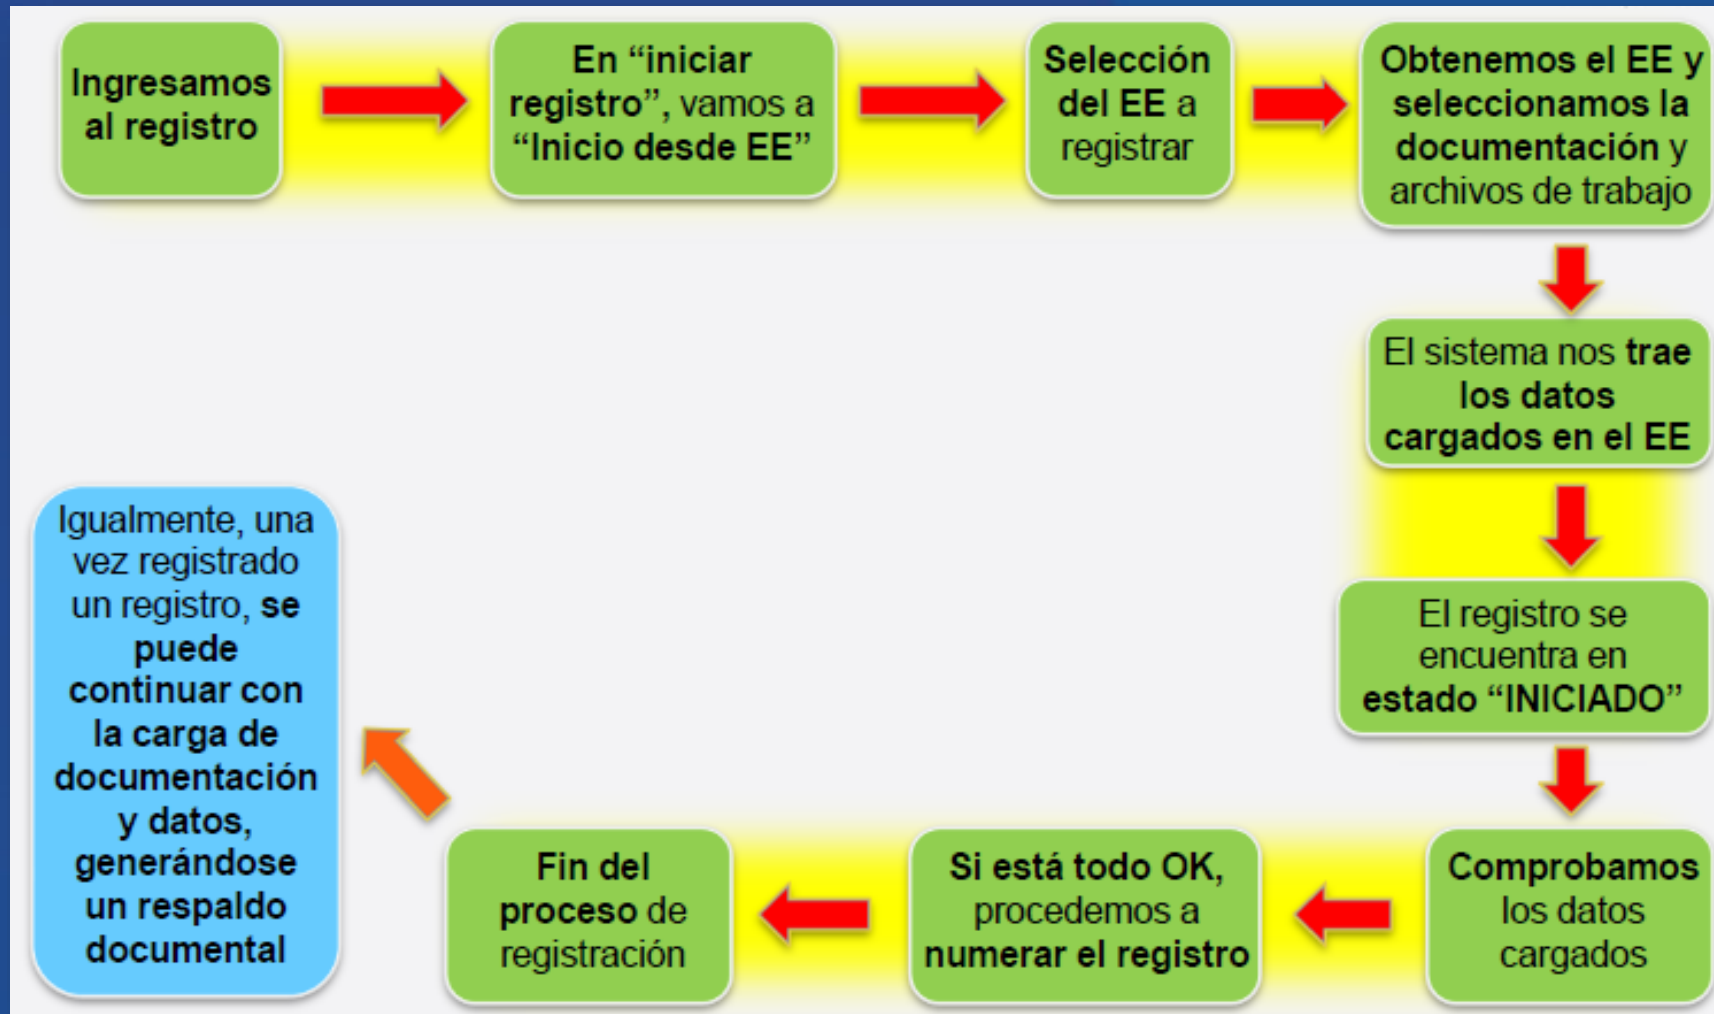 Ingresamos
al registro
En “iniciar
registro”, vamos a
“Inicio desde EE”
Selección
del EE a
registrar
Obtenemos el EE y
seleccionamos la
documentación y
archivos de trabajo
El sistema nos trae
los datos
cargados en el EE
El registro se
encuentra en
estado “INICIADO”
Comprobamos
los datos
cargados
Si está todo OK,
procedemos a
numerar el registro
Fin del
proceso de
registración
Igualmente, una
vez registrado
un registro, se
puede
continuar con
la carga de
documentación
y datos,
generándose
un respaldo
documental